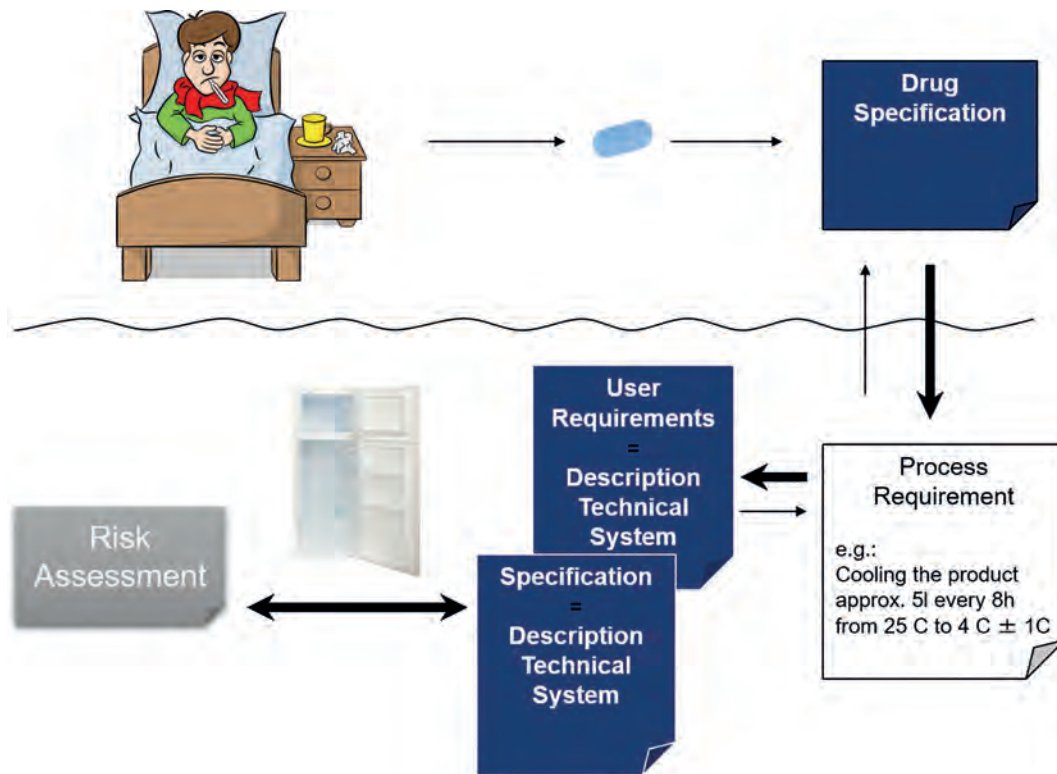 Drug
Specification
User
Requirements
=
Description
Technical
System
Process
Requirement
e.g.:
Cooling the product
approx. 5l every 8h
from 25 C to 4 C ± 1C
Risk
Assessment
Specification
=
Description
Technical
System